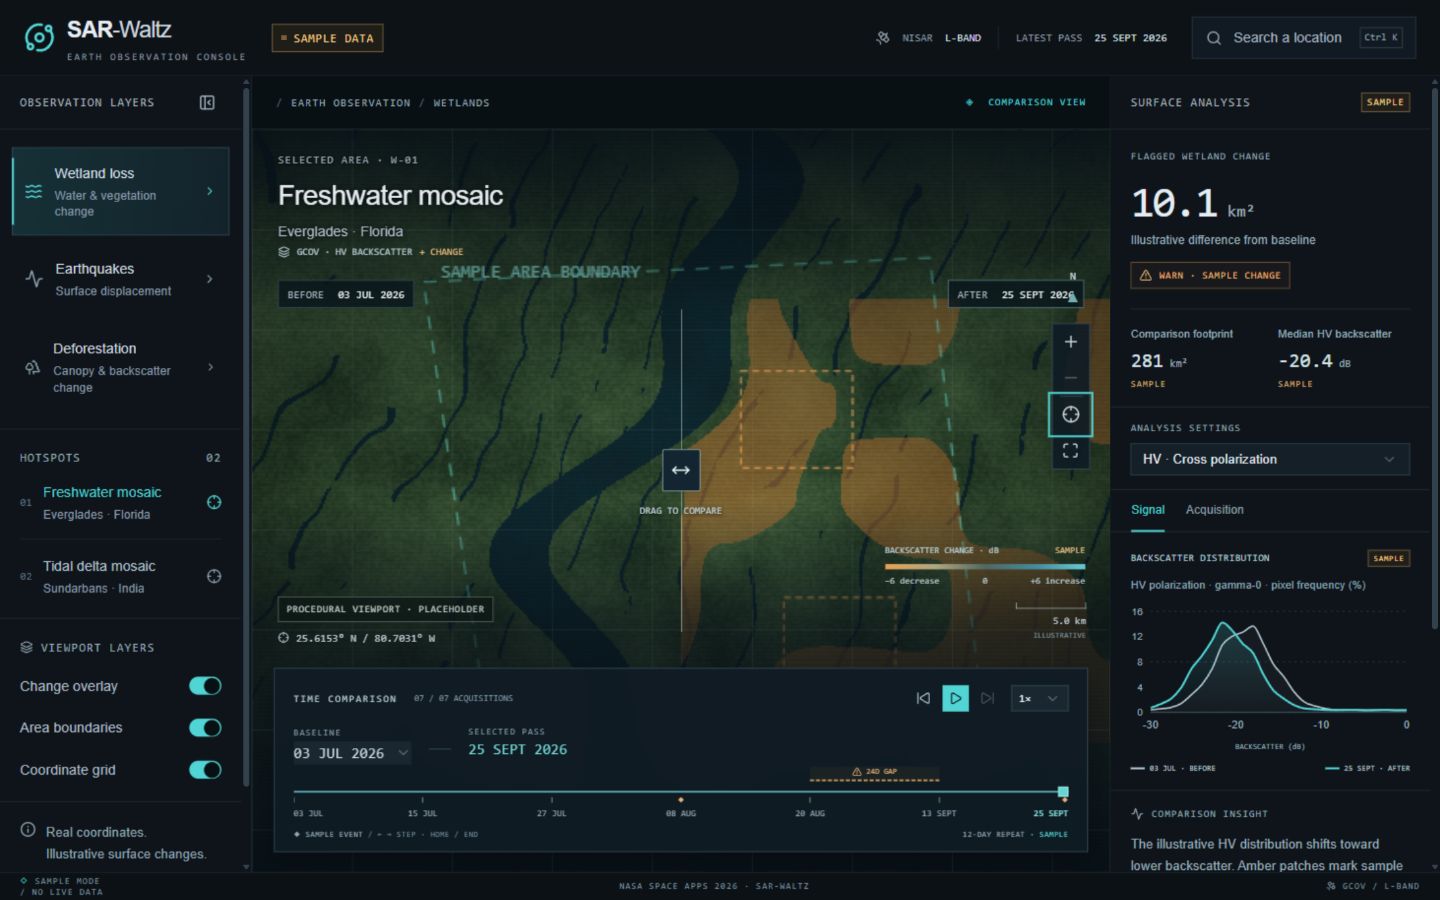 SAR-Waltz
EARTH OBSERVATION CONSOLE
SAMPLE DATA
NISAR L-BAND
LATEST PASS 25 SEPT 2026
Search a location Ctrl K
OBSERVATION LAYERS
Wetland loss
Water & vegetation
change
Earthquakes
Surface displacement
Deforestation
Canopy & backscatter
change
HOTSPOTS 02
01 Freshwater mosaic
Everglades · Florida
02 Tidal delta mosaic
Sundarbans · India
VIEWPORT LAYERS
Change overlay
Area boundaries
Coordinate grid
Real coordinates.
Illustrative surface changes.
/ EARTH OBSERVATION / WETLANDS
COMPARISON VIEW
SELECTED AREA · W-01
Freshwater mosaic
Everglades · Florida
GCOV · HV BACKSCATTER + CHANGE
SAMPLE AREA BOUNDARY
BEFORE 03 JUL 2026
AFTER 25 SEPT 2026
N
DRAG TO COMPARE
BACKSCATTER CHANGE · dB SAMPLE
-6 decrease 0 +6 increase
5.0 km
ILLUSTRATIVE
PROCEDURAL VIEWPORT · PLACEHOLDER
25.6153° N / 80.7031° W
TIME COMPARISON 07 / 07 ACQUISITIONS
1×
BASELINE
03 JUL 2026
SELECTED PASS
25 SEPT 2026
24D GAP
03 JUL 15 JUL 27 JUL 08 AUG 20 AUG 13 SEPT 25 SEPT
◆ SAMPLE EVENT / ← → STEP · HOME / END
12-DAY REPEAT · SAMPLE
SURFACE ANALYSIS SAMPLE
FLAGGED WETLAND CHANGE
10.1 km²
Illustrative difference from baseline
WARN · SAMPLE CHANGE
Comparison footprint
281 km²
SAMPLE
Median HV backscatter
-20.4 dB
SAMPLE
ANALYSIS SETTINGS
HV · Cross polarization
Signal Acquisition
BACKSCATTER DISTRIBUTION SAMPLE
HV polarization · gamma-0 · pixel frequency (%)
16
12
8
4
0
-30 -20 -10 0
BACKSCATTER (dB)
03 JUL · BEFORE 25 SEPT · AFTER
COMPARISON INSIGHT
The illustrative HV distribution shifts toward
lower backscatter. Amber patches mark sample
SAMPLE MODE
/ NO LIVE DATA
NASA SPACE APPS 2026 · SAR-WALTZ
GCOV / L-BAND